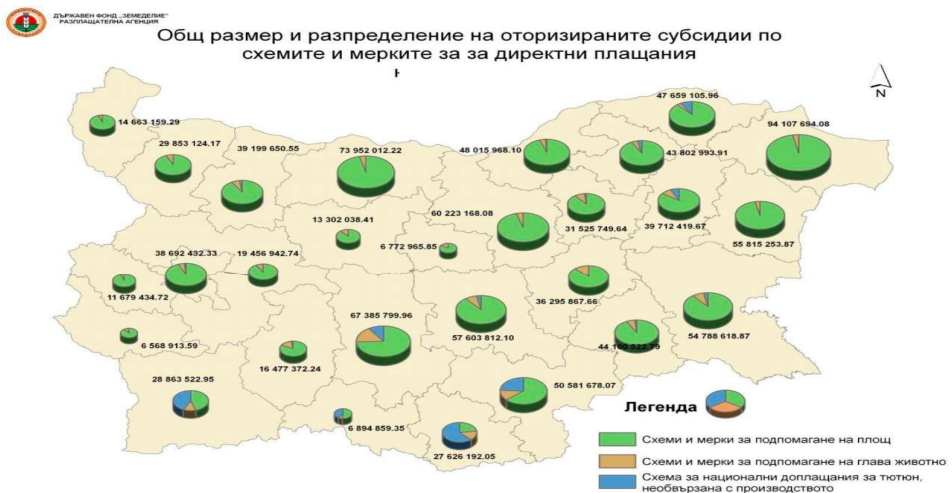 ДЪРЖАВЕН ФОНД „ЗЕМЕДЕЛИЕ"
РАЗПЛАЩАТЕЛНА АГЕНЦИЯ
Общ размер и разпределение на оторизираните субсидии по
схемите и мерките за за директни плащания
N
47 659 105.96
14 663 159.29
94 107 694.08
29 853 124.17
39 199 650.55
73 952 012.22
48 015 968.10
43 802 993.91
13 302 038.41
60 223 168.08
31 525 749.64
39 712 419.67
6 772 965.85
55 815 253.87
38 692 432.33
19 456 942.74
11 679 434.72
36 295 867.66
67 385 799.96
57 603 812.10
54 788 618.87
6 568 913.59
44 190 522.79
16 477 372.24
28 863 522.95
50 581 678.07
6 894 859.35
27 626 192.05
Легенда
Схеми и мерки за подпомагане на площ
Схеми и мерки за подпомагане на глава животно
Схема за национални доплащания за тютюн,
необвързана с производството